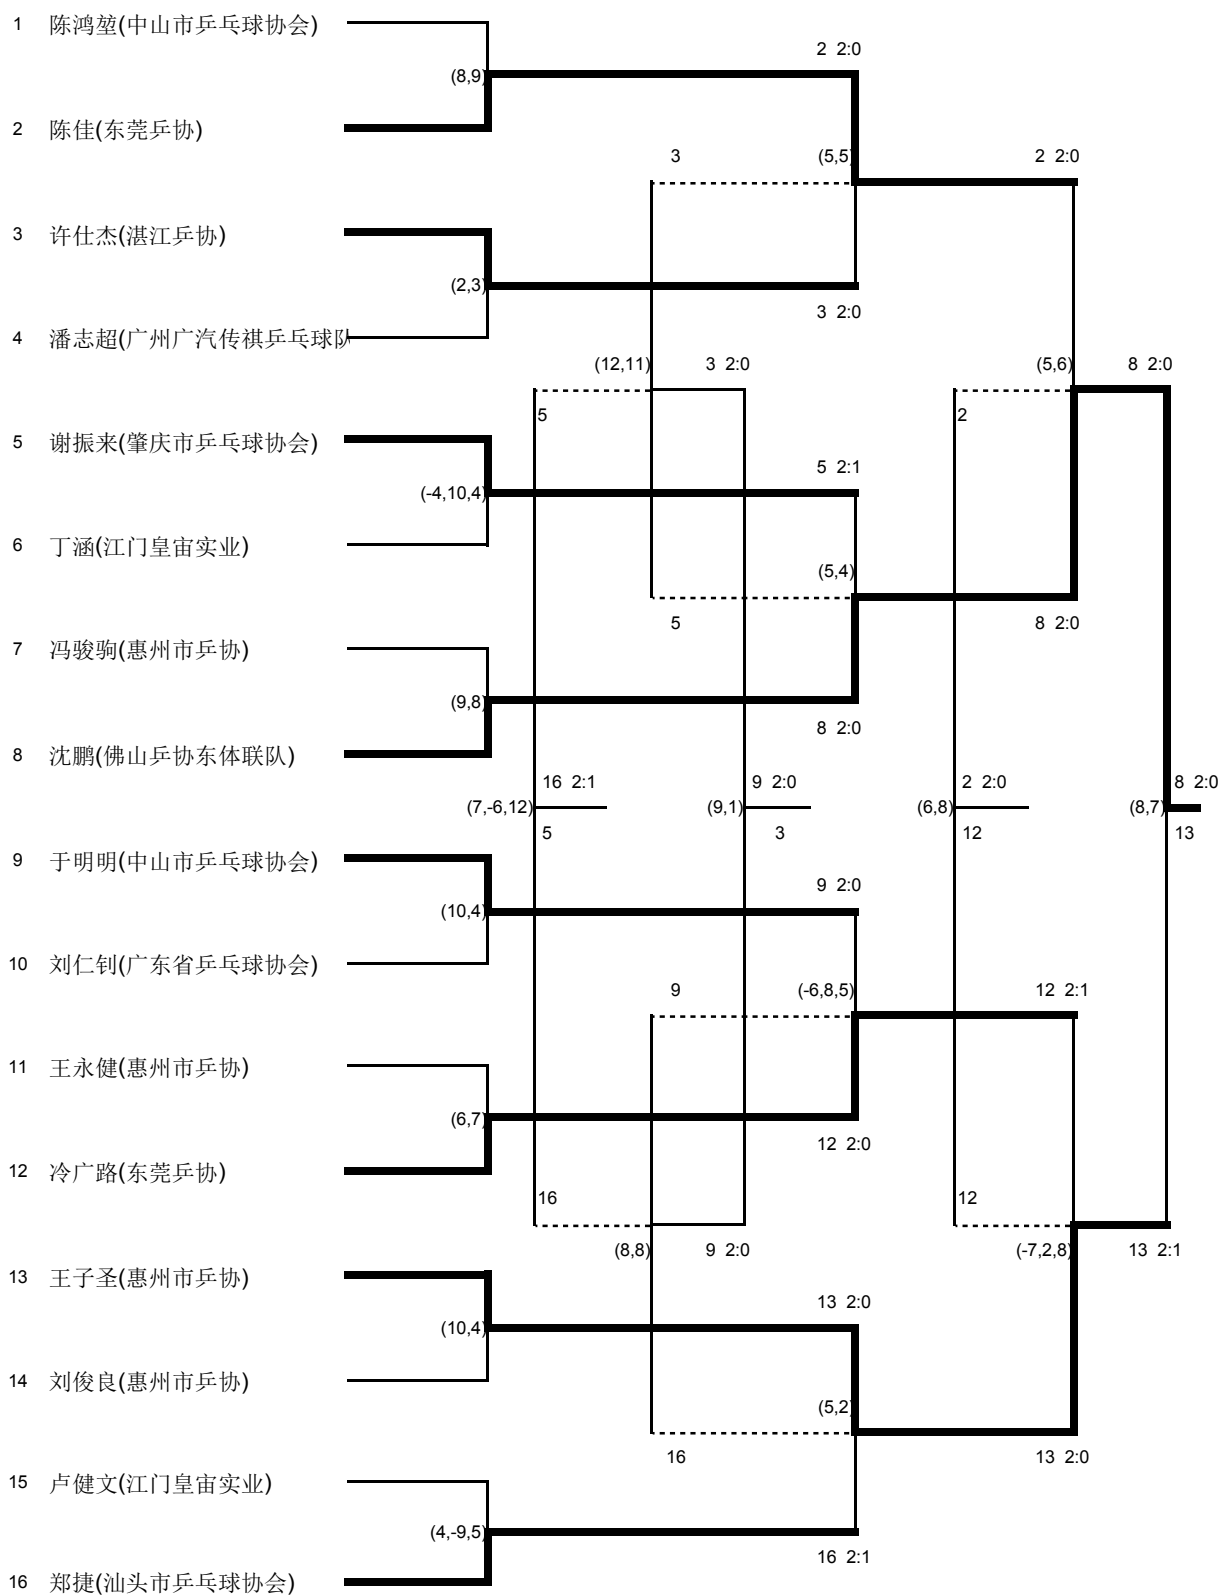 1 陈鸿堃(中山市乒乓球协会)
2 2:0
(8,9)
2 陈佳(东莞乒协)
3 (5,5) 2 2:0
3 许仕杰(湛江乒协)
(2,3)
3 2:0
4 潘志超(广州广汽传祺乒乓球队
(12,11) 3 2:0 (5,6) 8 2:0
5 2
5 谢振来(肇庆市乒乓球协会)
5 2:1
(-4,10,4)
6 丁涵(江门皇宙实业)
(5,4)
5 8 2:0
7 冯骏驹(惠州市乒协)
(9,8)
8 2:0
8 沈鹏(佛山乒协东体联队)
16 2:1 9 2:0 2 2:0 8 2:0
(7,-6,12) (9,1) (6,8) (8,7)
5 3 12 13
9 于明明(中山市乒乓球协会)
9 2:0
(10,4)
10 刘仁钊(广东省乒乓球协会)
9 (-6,8,5) 12 2:1
11 王永健(惠州市乒协)
(6,7)
12 2:0
12 冷广路(东莞乒协)
16 12
(8,8) 9 2:0 (-7,2,8) 13 2:1
13 王子圣(惠州市乒协)
13 2:0
(10,4)
14 刘俊良(惠州市乒协)
(5,2)
16 13 2:0
15 卢健文(江门皇宙实业)
(4,-9,5)
16 2:1
16 郑捷(汕头市乒乓球协会)